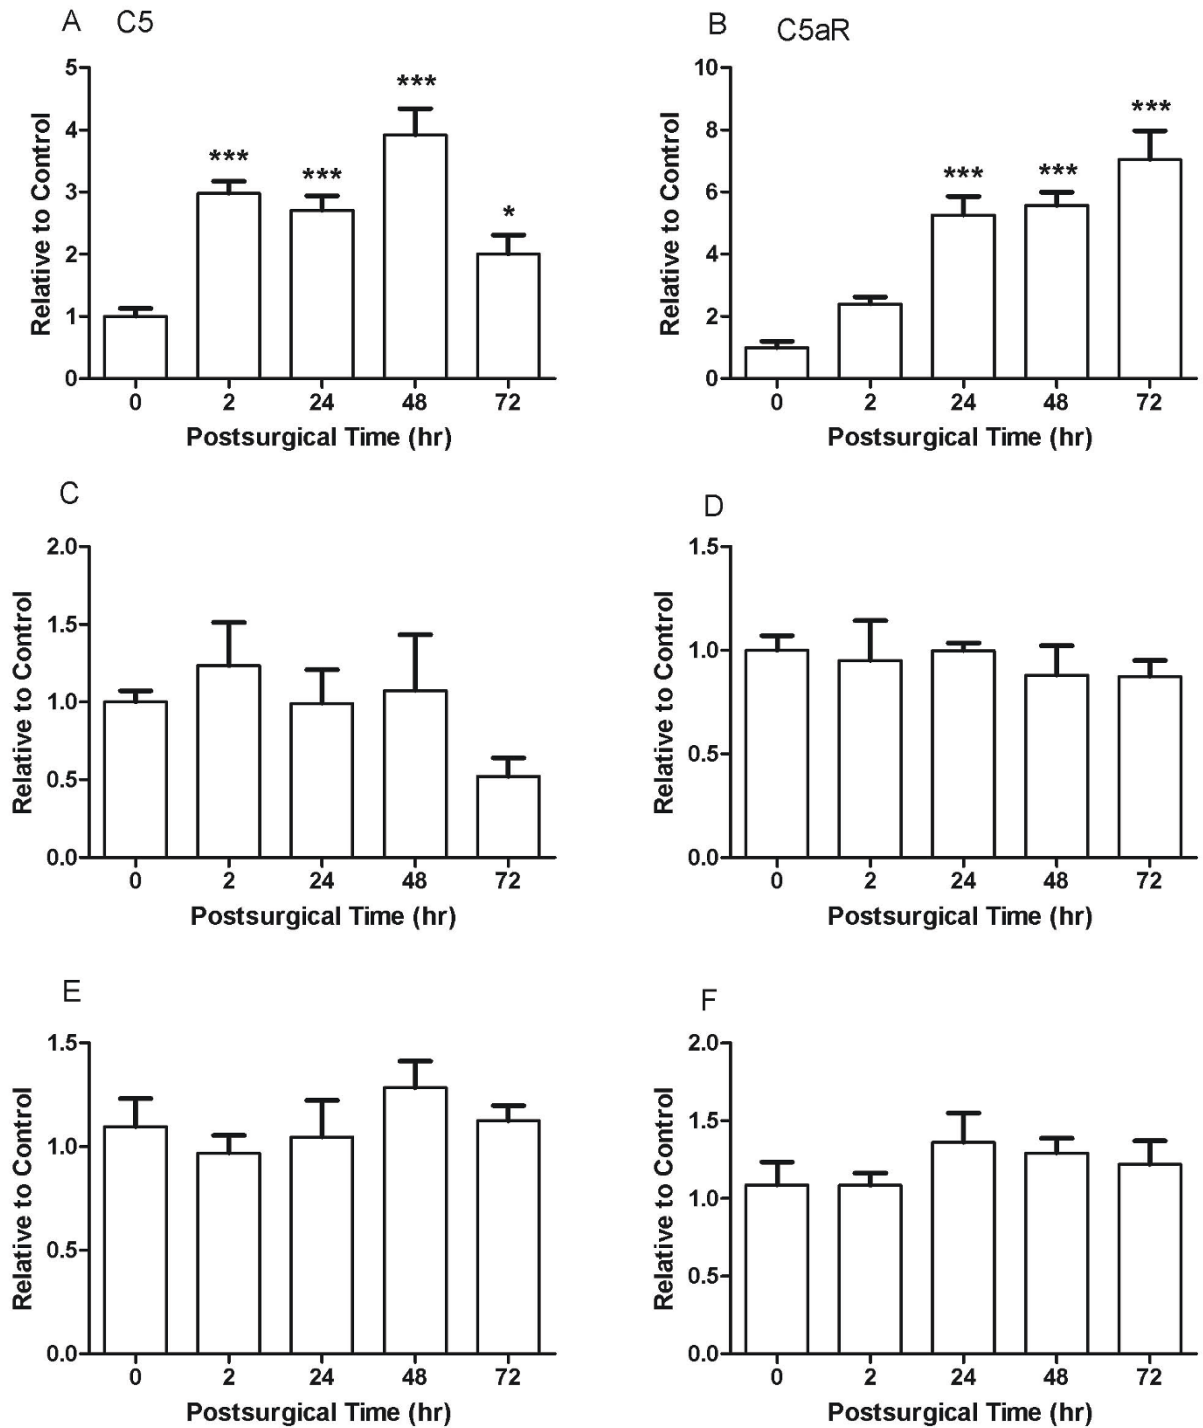 A C5
Relative to Control
5
4
3
2
1
0
***
***
***
*
0 2 24 48 72
Postsurgical Time (hr)
B C5aR
Relative to Control
10
8
6
4
2
0
***
***
***
0 2 24 48 72
Postsurgical Time (hr)
C
Relative to Control
2.0
1.5
1.0
0.5
0.0
0 2 24 48 72
Postsurgical Time (hr)
D
Relative to Control
1.5
1.0
0.5
0.0
0 2 24 48 72
Postsurgical Time (hr)
E
Relative to Control
1.5
1.0
0.5
0.0
0 2 24 48 72
Postsurgical Time (hr)
F
Relative to Control
2.0
1.5
1.0
0.5
0.0
0 2 24 48 72
Postsurgical Time (hr)